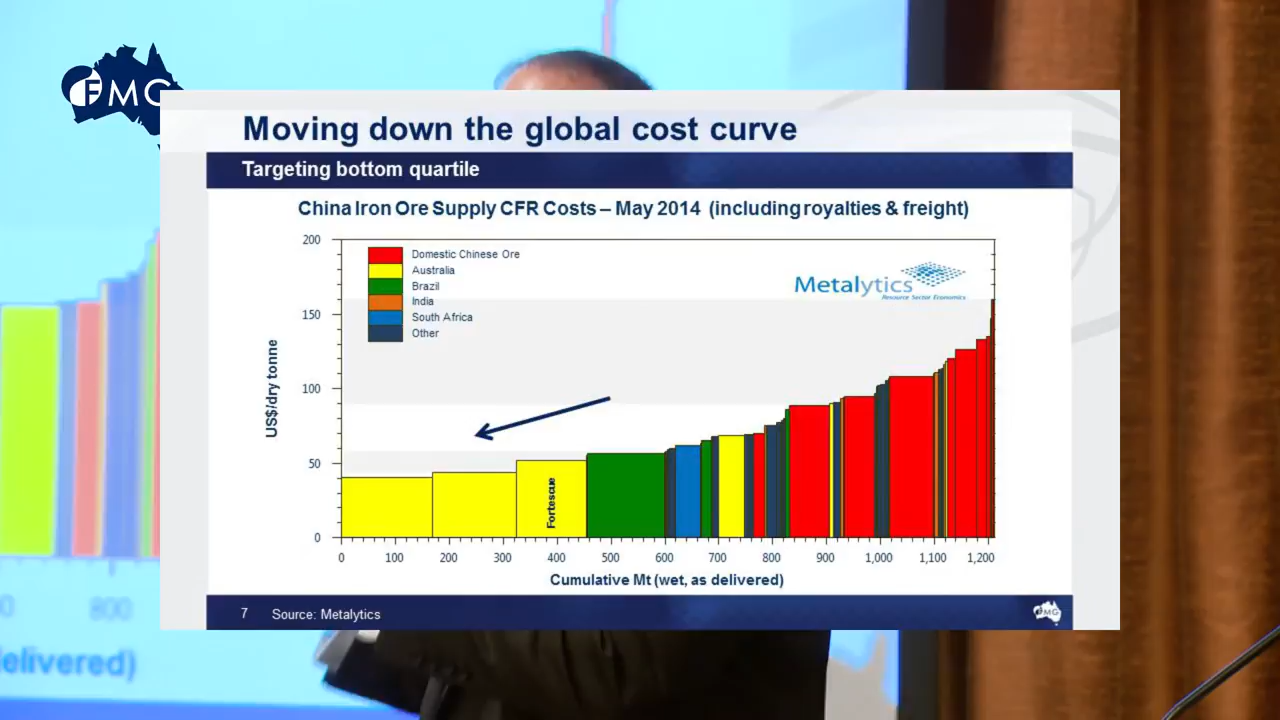 FMG
Moving down the global cost curve
Targeting bottom quartile
China Iron Ore Supply CFR Costs – May 2014 (including royalties & freight)
200
150
100
50
0
US$/dry tonne
Domestic Chinese Ore
Australia
Brazil
India
South Africa
Other
Metalytics
Resource Sector Economics
Fortescue
0 100 200 300 400 500 600 700 800 900 1,000 1,100 1,200
Cumulative Mt (wet, as delivered)
7 Source: Metalytics
FMG
800
elivered)